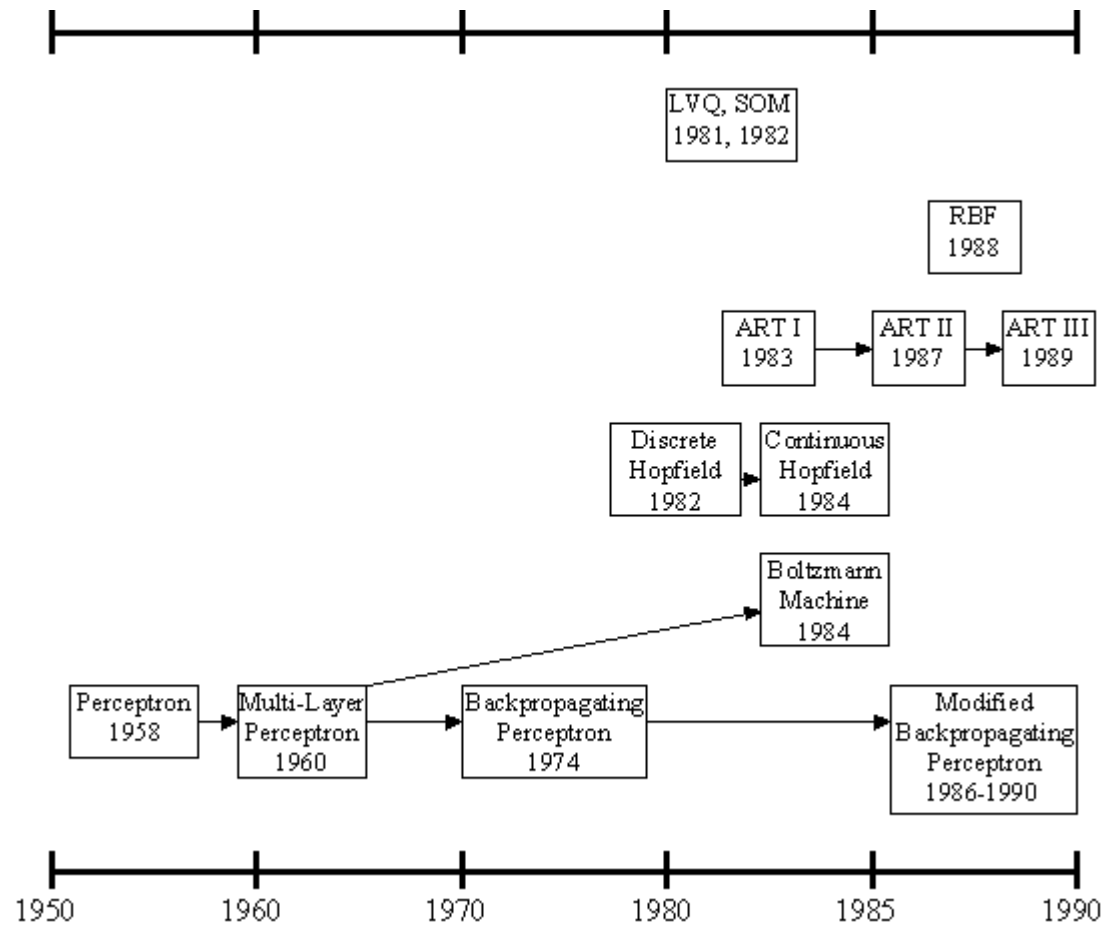 LVQ, SOM
1981, 1982
RBF
1988
ART I
1983
ART II
1987
ART III
1989
Discrete
Hopfield
1982
Continuous
Hopfield
1984
Boltzmann
Machine
1984
Perceptron
1958
Multi-Layer
Perceptron
1960
Backpropagating
Perceptron
1974
Modified
Backpropagating
Perceptron
1986-1990
1950
1960
1970
1980
1985
1990